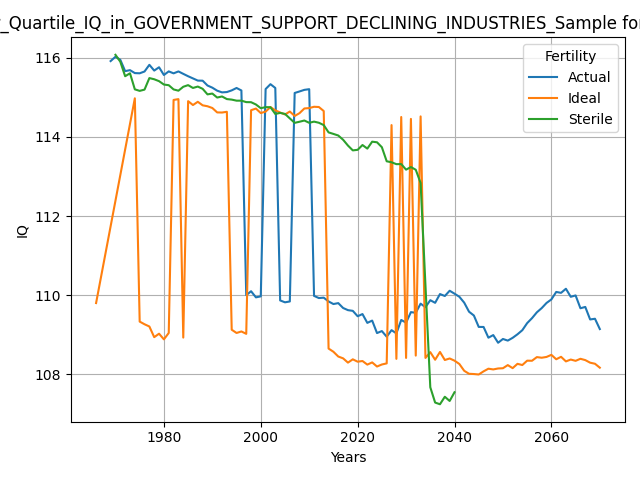 _Quartile_IQ_in_GOVERNMENT_SUPPORT_DECLINING_INDUSTRIES_Sample for
Fertility
Actual
Ideal
Sterile
116
114
112
110
108
IQ
1980
2000
2020
2040
2060
Years